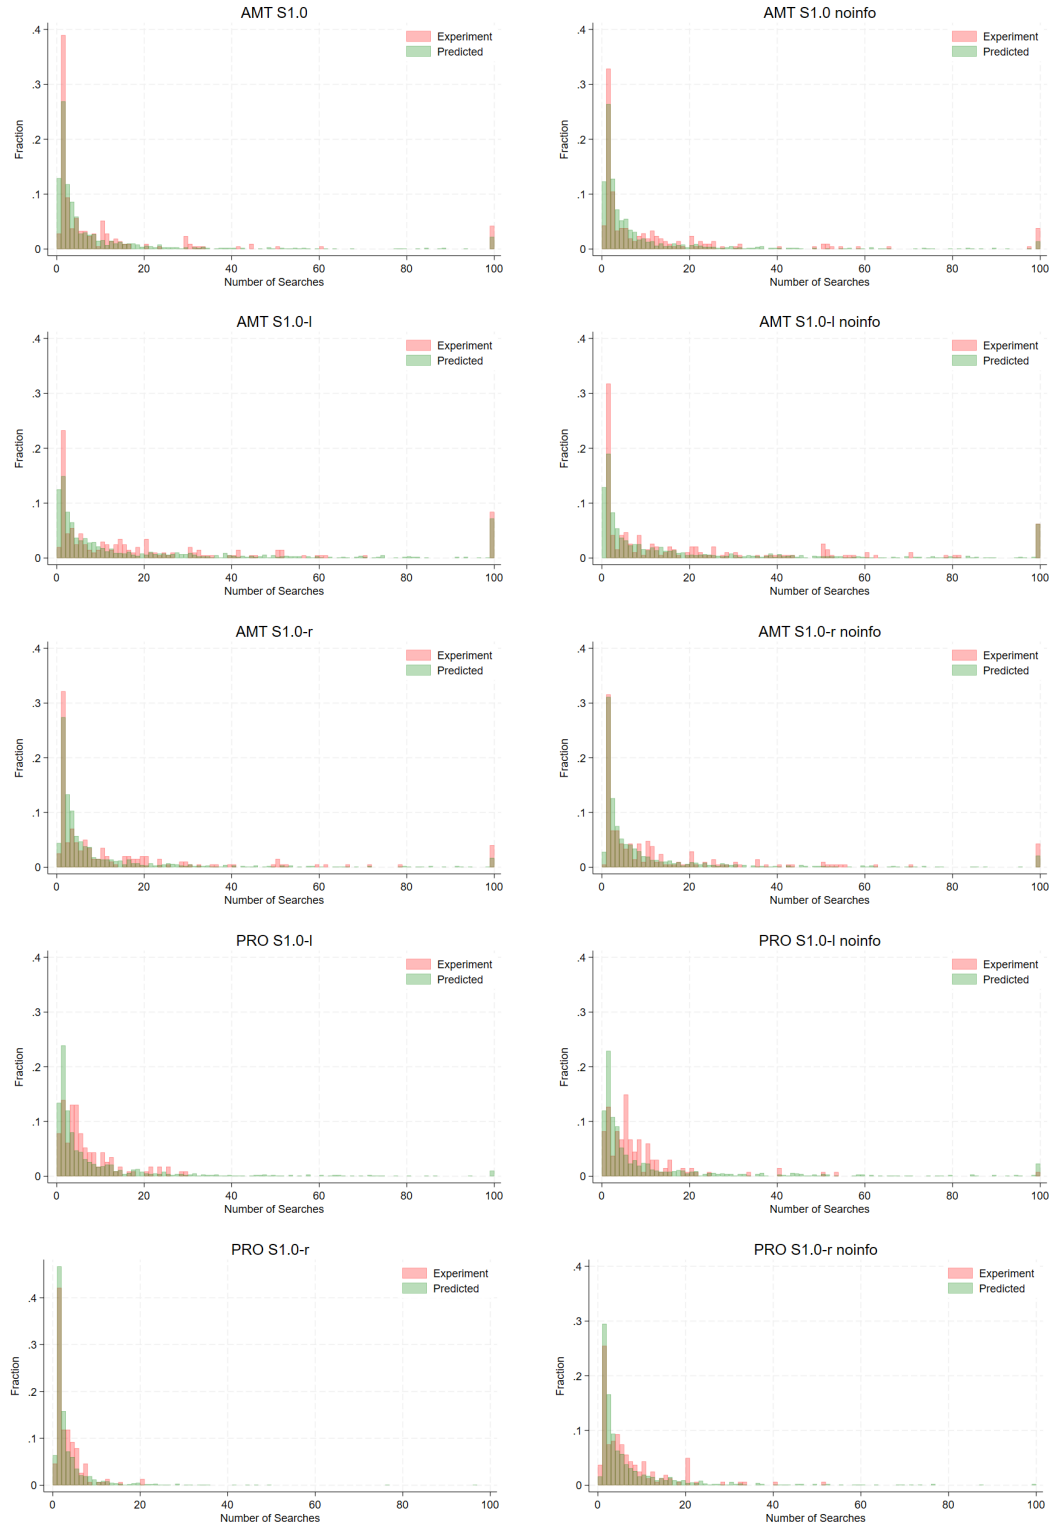 AMT S1.0
Experiment
Predicted
Fraction
.4
.3
.2
.1
0
0 20 40 60 80 100
Number of Searches
AMT S1.0 noinfo
Experiment
Predicted
Fraction
.4
.3
.2
.1
0
0 20 40 60 80 100
Number of Searches
AMT S1.0-l
Experiment
Predicted
Fraction
.4
.3
.2
.1
0
0 20 40 60 80 100
Number of Searches
AMT S1.0-l noinfo
Experiment
Predicted
Fraction
.4
.3
.2
.1
0
0 20 40 60 80 100
Number of Searches
AMT S1.0-r
Experiment
Predicted
Fraction
.4
.3
.2
.1
0
0 20 40 60 80 100
Number of Searches
AMT S1.0-r noinfo
Experiment
Predicted
Fraction
.4
.3
.2
.1
0
0 20 40 60 80 100
Number of Searches
PRO S1.0-l
Experiment
Predicted
Fraction
.4
.3
.2
.1
0
0 20 40 60 80 100
Number of Searches
PRO S1.0-l noinfo
Experiment
Predicted
Fraction
.4
.3
.2
.1
0
0 20 40 60 80 100
Number of Searches
PRO S1.0-r
Experiment
Predicted
Fraction
.4
.3
.2
.1
0
0 20 40 60 80 100
Number of Searches
PRO S1.0-r noinfo
Experiment
Predicted
Fraction
.4
.3
.2
.1
0
0 20 40 60 80 100
Number of Searches